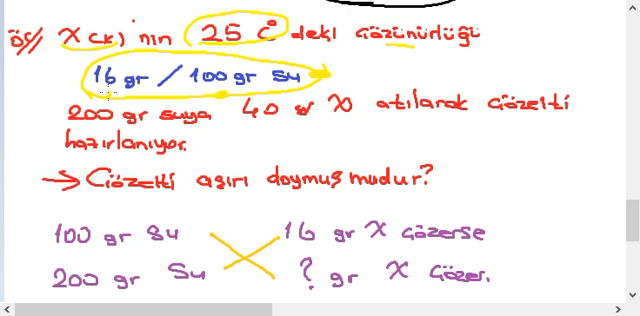 ÖS// X(k)'nın 25 C° deki çözünürlüğü
16 gr / 100 gr su
200 gr suya 40 gr X atılarak çözelti
hazırlanıyor.
→ Çözelti aşırı doymuş mudur?
100 gr su 16 gr X çözerse
200 gr su ? gr X çözer.